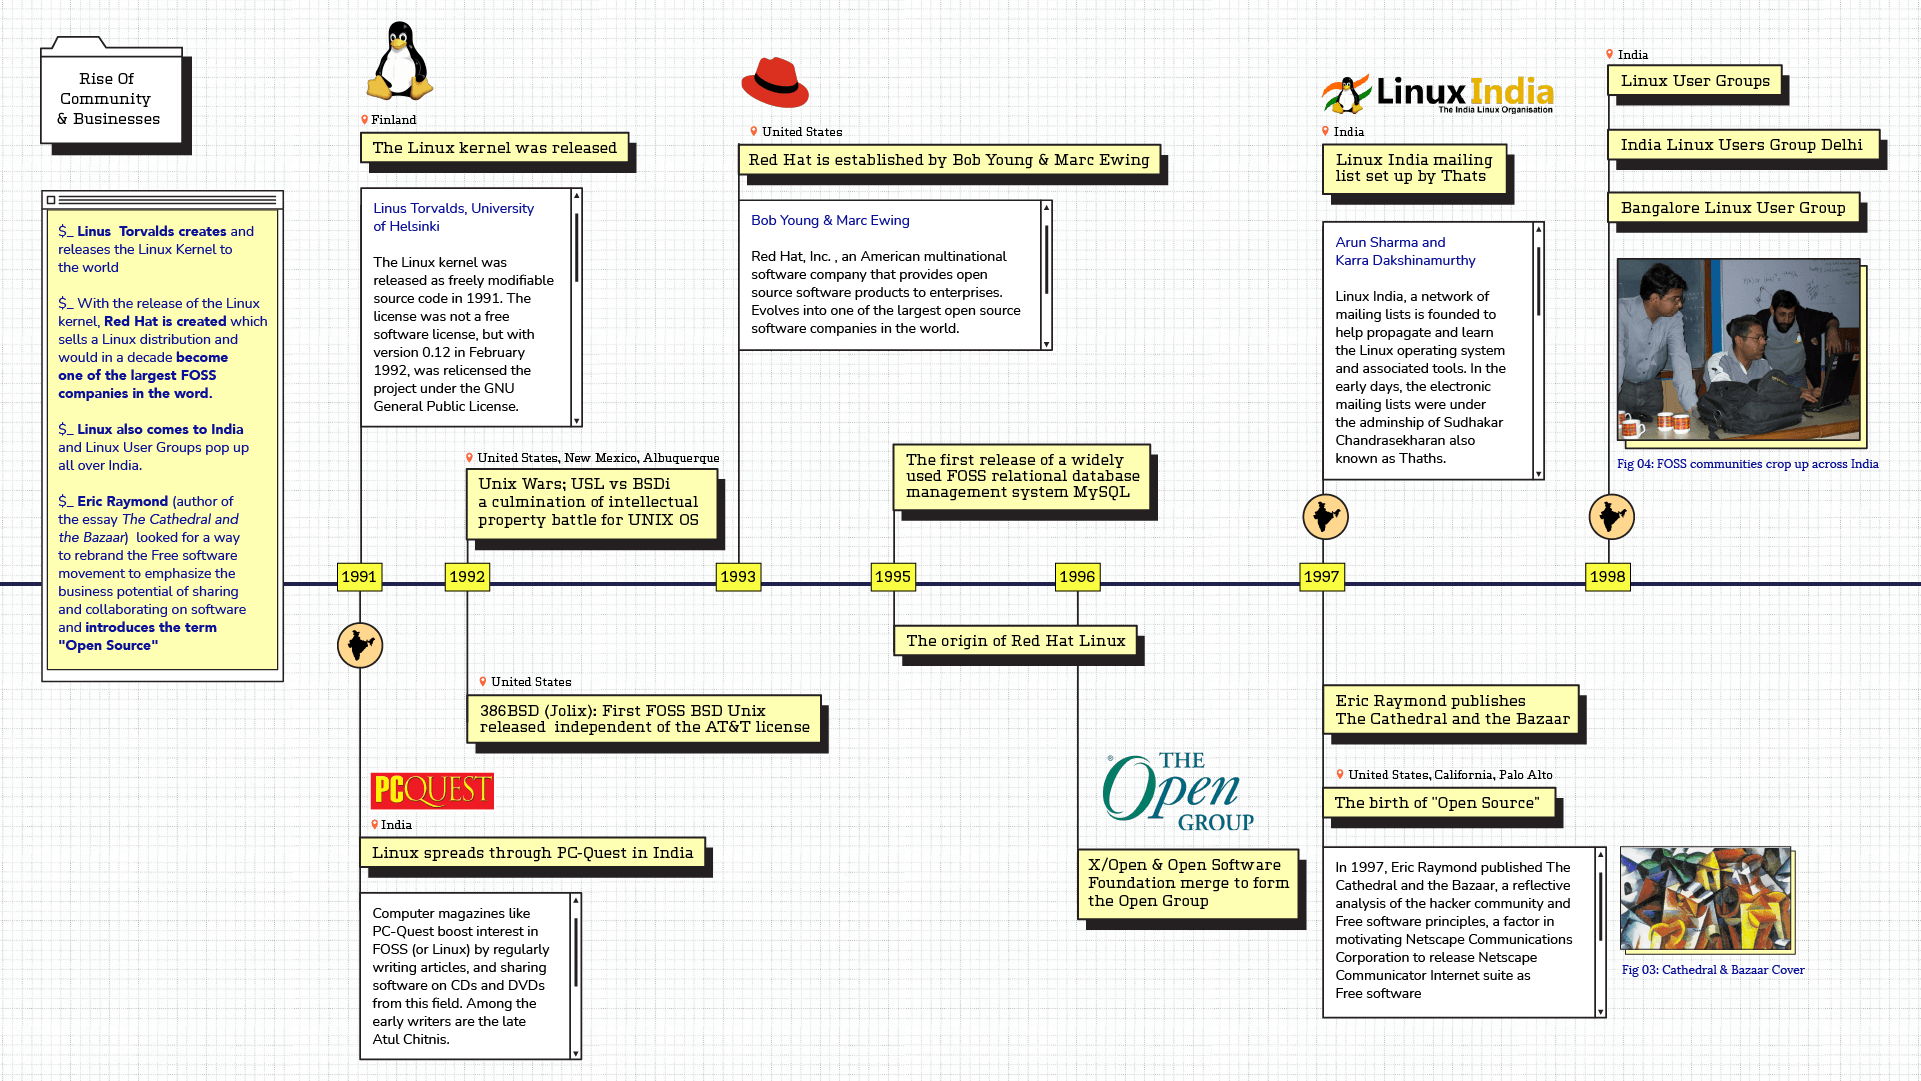 Rise Of
Community
& Businesses
$_ Linus  Torvalds creates and
releases the Linux Kernel to
the world
$_ With the release of the Linux
kernel, Red Hat is created which
sells a Linux distribution and
would in a decade become
one of the largest FOSS
companies in the word.
$_ Linux also comes to India
and Linux User Groups pop up
all over India.
$_ Eric Raymond (author of
the essay The Cathedral and
the Bazaar)  looked for a way
to rebrand the Free software
movement to emphasize the
business potential of sharing
and collaborating on software
and introduces the term
"Open Source"
Finland
The Linux kernel was released
Linus Torvalds, University
of Helsinki
The Linux kernel was
released as freely modifiable
source code in 1991. The
license was not a free
software license, but with
version 0.12 in February
1992, was relicensed the
project under the GNU
General Public License.
United States, New Mexico, Albuquerque
Unix Wars; USL vs BSDi
a culmination of intellectual
property battle for UNIX OS
United States
Red Hat is established by Bob Young & Marc Ewing
Bob Young & Marc Ewing
Red Hat, Inc. , an American multinational
software company that provides open
source software products to enterprises.
Evolves into one of the largest open source
software companies in the world.
The first release of a widely
used FOSS relational database
management system MySQL
Linux India
The India Linux Organisation
India
Linux India mailing
list set up by Thats
Arun Sharma and
Karra Dakshinamurthy
Linux India, a network of
mailing lists is founded to
help propagate and learn
the Linux operating system
and associated tools. In the
early days, the electronic
mailing lists were under
the adminship of Sudhakar
Chandrasekharan also
known as Thaths.
India
Linux User Groups
India Linux Users Group Delhi
Bangalore Linux User Group
Fig 04: FOSS communities crop up across India
1991
1992
1993
1995
1996
1997
1998
PCQUEST
India
Linux spreads through PC-Quest in India
Computer magazines like
PC-Quest boost interest in
FOSS (or Linux) by regularly
writing articles, and sharing
software on CDs and DVDs
from this field. Among the
early writers are the late
Atul Chitnis.
United States
386BSD (Jolix): First FOSS BSD Unix
released  independent of the AT&T license
The origin of Red Hat Linux
THE
Open
GROUP
®
X/Open & Open Software
Foundation merge to form
the Open Group
Eric Raymond publishes
The Cathedral and the Bazaar
United States, California, Palo Alto
The birth of "Open Source"
In 1997, Eric Raymond published The
Cathedral and the Bazaar, a reflective
analysis of the hacker community and
Free software principles, a factor in
motivating Netscape Communications
Corporation to release Netscape
Communicator Internet suite as
Free software
Fig 03: Cathedral & Bazaar Cover